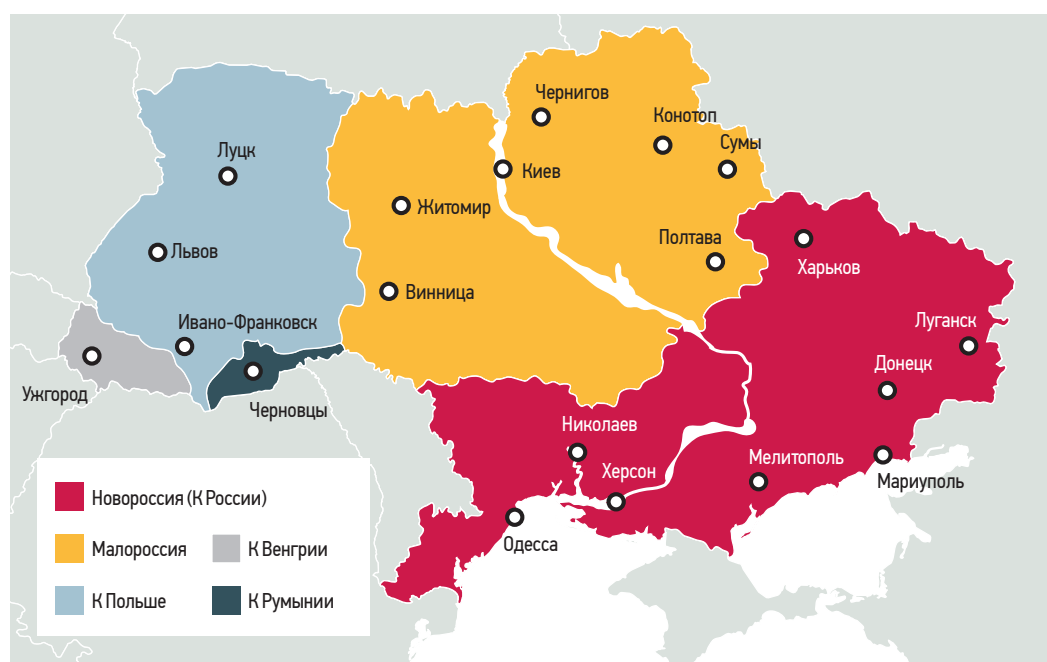 Чернигов
Конотоп
Сумы
Луцк
Киев
Житомир
Полтава
Харьков
Львов
Винница
Ивано-Франковск
Луганск
Донецк
Ужгород
Черновцы
Николаев
Мелитополь
Херсон
Мариуполь
Одесса
Новороссия (К России)
Малороссия
К Венгрии
К Польше
К Румынии